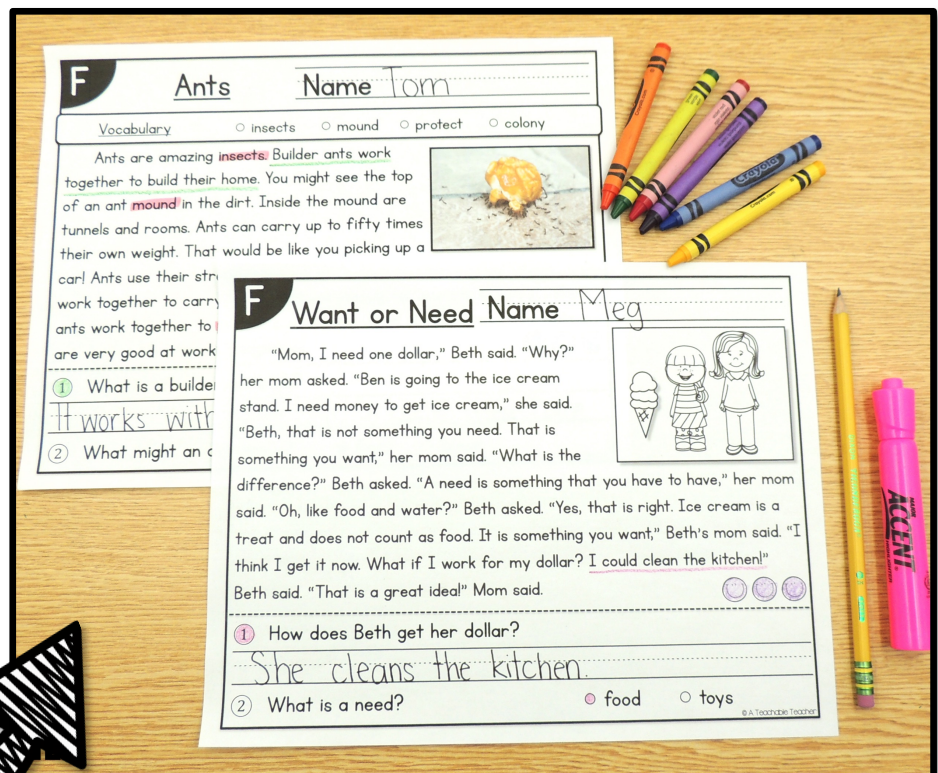 F
Ants
Name Tom
Vocabulary insects mound protect colony
Ants are amazing insects. Builder ants work
together to build their home. You might see the top
of an ant mound in the dirt. Inside the mound are
tunnels and rooms. Ants can carry up to fifty times
their own weight. That would be like you picking up a
car! Ants use their
work together to carry
ants work together to
are very good at work
1 What is a builde
It works with
2 What might an
F
Want or Need Name Meg
"Mom, I need one dollar," Beth said. "Why?"
her mom asked. "Ben is going to the ice cream
stand. I need money to get ice cream," she said.
"Beth, that is not something you need. That is
something you want," her mom said. "What is the
difference?" Beth asked. "A need is something that you have to have," her mom
said. "Oh, like food and water?" Beth asked. "Yes, that is right. Ice cream is a
treat and does not count as food. It is something you want," Beth's mom said. "I
think I get it now. What if I work for my dollar? I could clean the kitchen!"
Beth said. "That is a great idea!" Mom said.
1 How does Beth get her dollar?
She cleans the kitchen.
2 What is a need? food toys
© A Teachable Teacher
Crayola
ACCENT